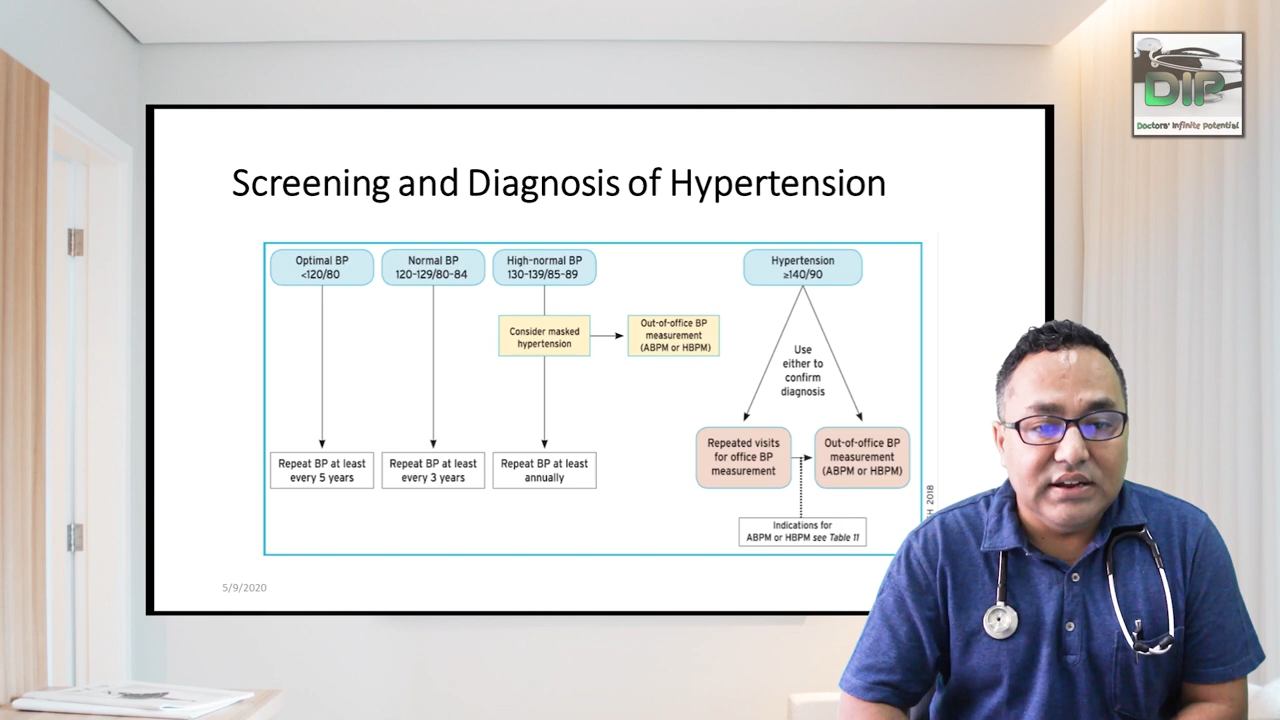 DIP
Doctors' Infinite Potential
Screening and Diagnosis of Hypertension
Optimal BP
<120/80
Normal BP
120-129/80-84
High-normal BP
130-139/85-89
Hypertension
≥140/90
Consider masked
hypertension
Out-of-office BP
measurement
(ABPM or HBPM)
Use
either to
confirm
diagnosis
Repeat BP at least
every 5 years
Repeat BP at least
every 3 years
Repeat BP at least
annually
Repeated visits
for office BP
measurement
Out-of-office BP
measurement
(ABPM or HBPM)
Indications for
ABPM or HBPM see Table 11
2018
5/9/2020